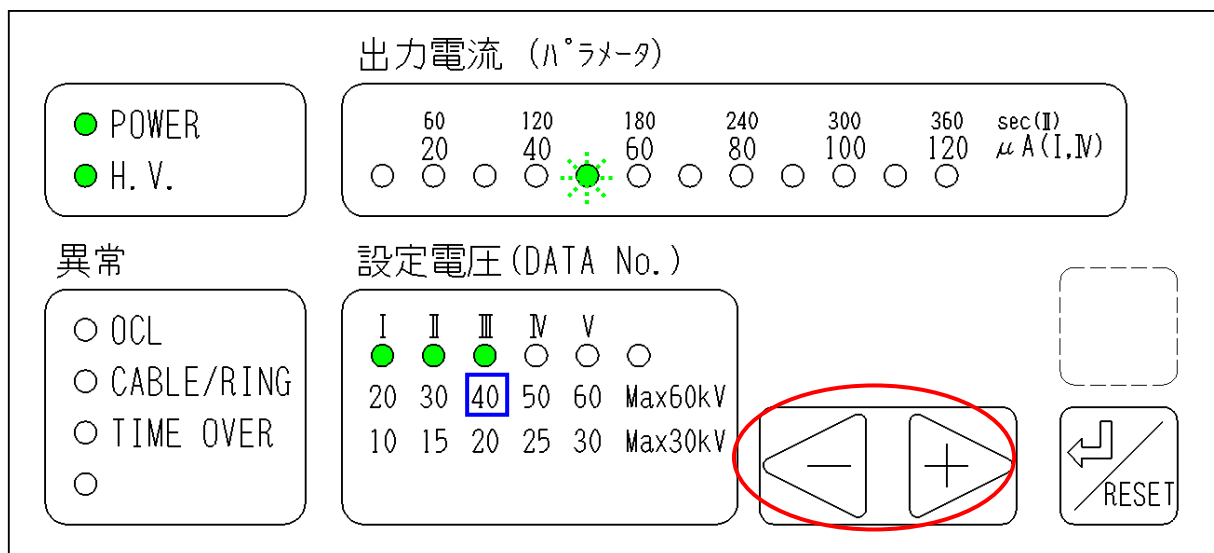 出力電流 (ﾊﾟﾗﾒｰﾀ)
POWER
H.V.
60 120 180 240 300 360 sec(Ⅱ)
20 40 60 80 100 120 μA(Ⅰ,Ⅳ)
異常
OCL
CABLE/RING
TIME OVER
設定電圧(DATA No.)
Ⅰ Ⅱ Ⅲ Ⅳ Ⅴ
20 30 40 50 60 Max60kV
10 15 20 25 30 Max30kV
− +
RESET